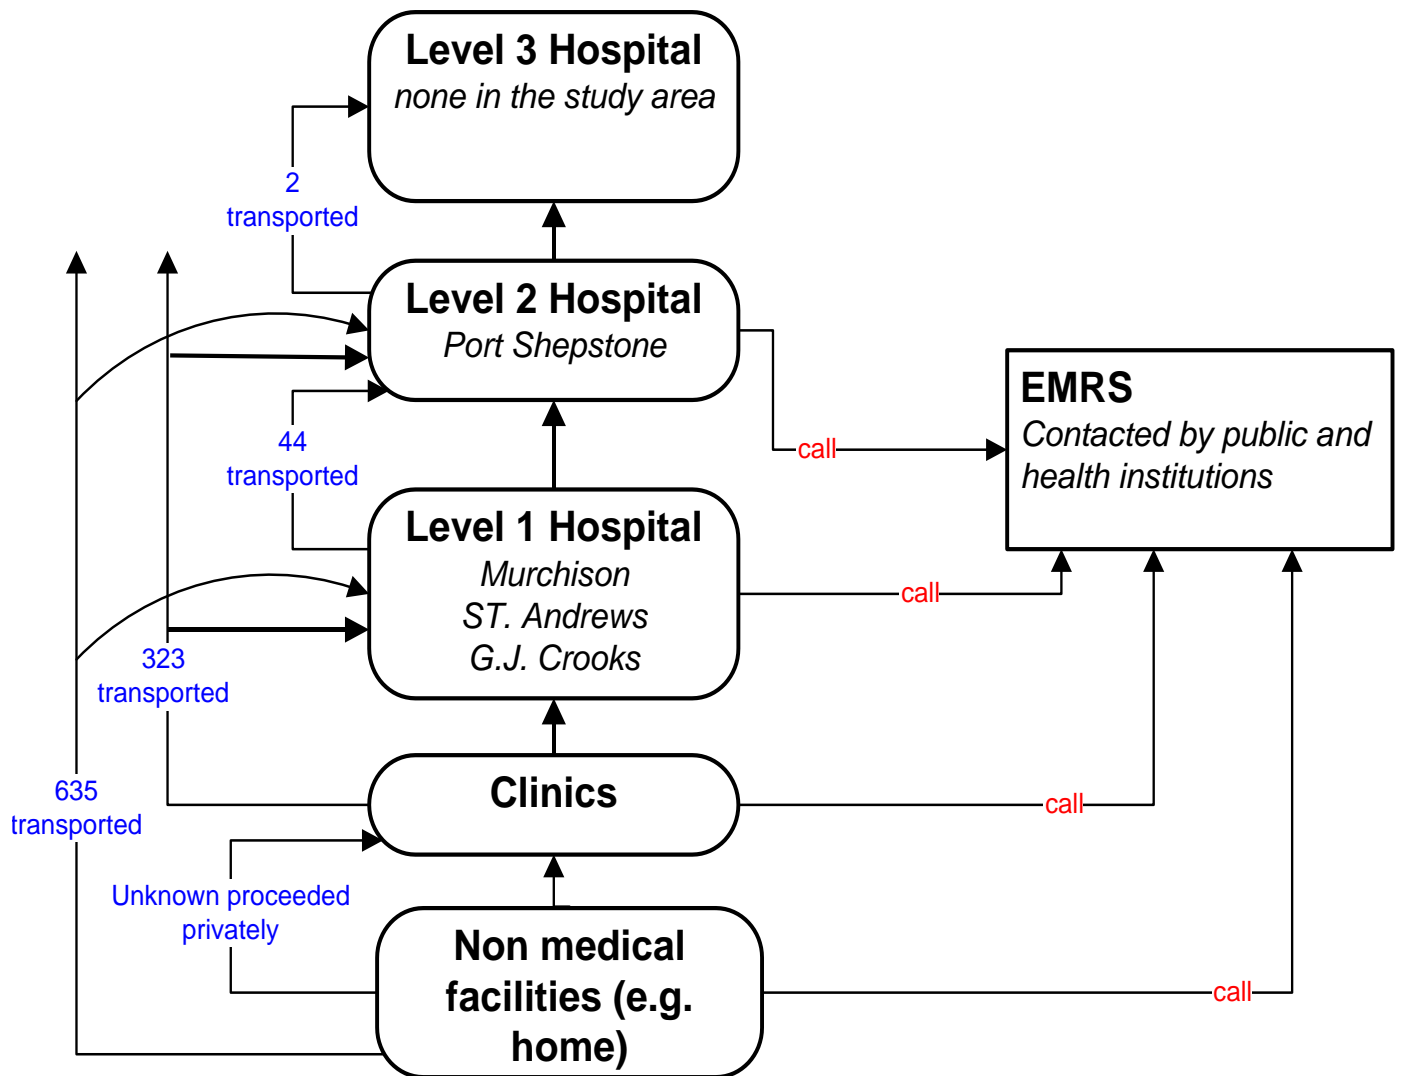 Level 3 Hospital
none in the study area
2
transported
Level 2 Hospital
Port Shepstone
EMRS
Contacted by public and
health institutions
call
44
transported
Level 1 Hospital
Murchison
ST. Andrews
G.J. Crooks
call
323
transported
Clinics
call
635
transported
Unknown proceeded
privately
Non medical
facilities (e.g.
home)
call